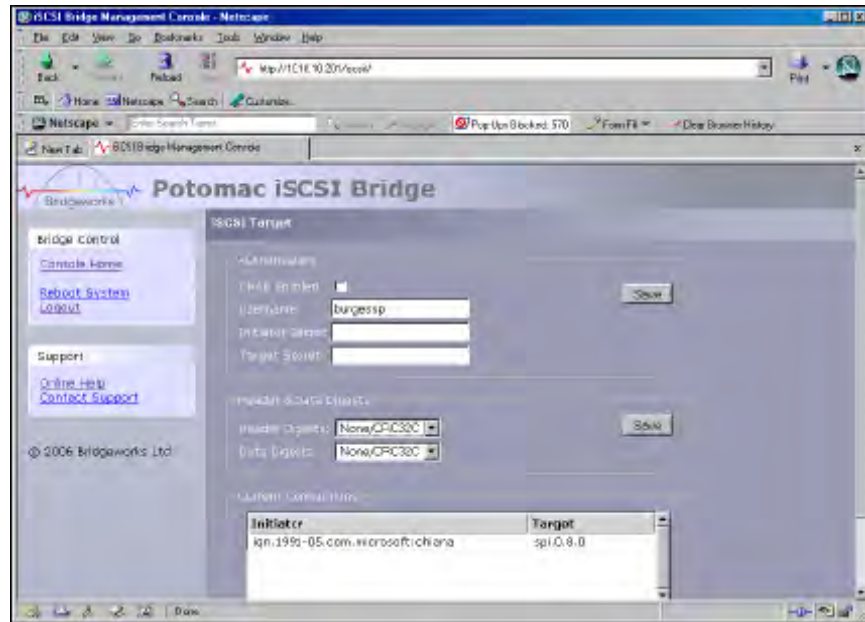 iSCSI Bridge Management Console - Netscape
File Edit View Go Bookmarks Tools Window Help
Back Reload Print
Home Netscape Search Customize...
Netscape Enter Search Terms Pop Ups Blocked: 570 Form Fill Clear Browser History
New Tab iSCSI Bridge Management Console
Bridgeworks
Potomac iSCSI Bridge
iSCSI Target
Bridge Control
Console Home
Reboot System
Logout
Support
Online Help
Contact Support
© 2006 Bridgeworks Ltd
Authentication
CHAP Enabled
Username: burgessp
Initiator Secret:
Target Secret:
Save
Header & Data Digests
Header Digests: None/CRC32C
Data Digests: None/CRC32C
Save
Current Connections
Initiator Target
iqn.1991-05.com.microsoft:chiana spi.0.8.0
Done